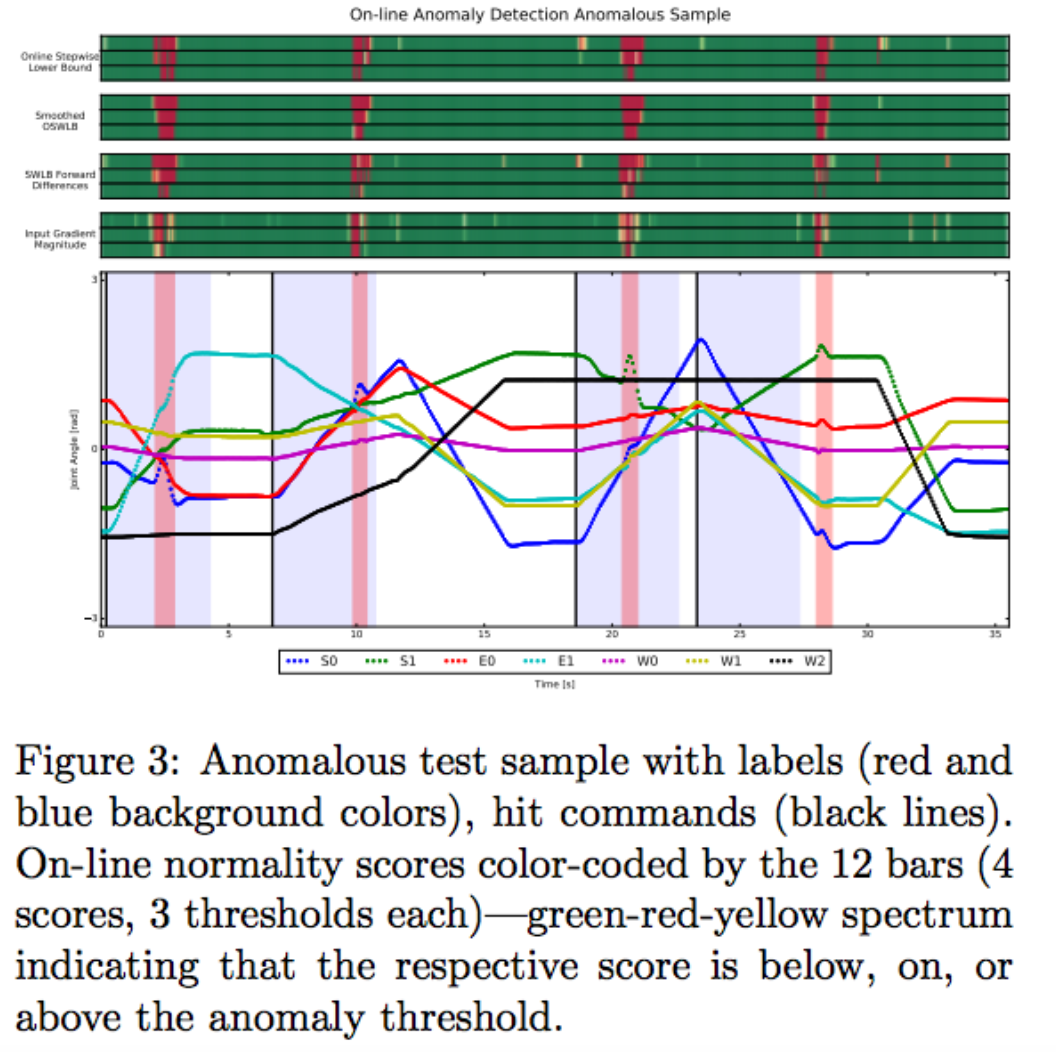 On-line Anomaly Detection Anomalous Sample
Online Stepwise
Lower Bound
Smoothed
OSWLB
SWLB Forward
Differences
Input Gradient
Magnitude
3
0
−3
Joint Angle [rad]
0 5 10 15 20 25 30 35
S0 S1 E0 E1 W0 W1 W2
Time [s]
Figure 3: Anomalous test sample with labels (red and
blue background colors), hit commands (black lines).
On-line normality scores color-coded by the 12 bars (4
scores, 3 thresholds each)—green-red-yellow spectrum
indicating that the respective score is below, on, or
above the anomaly threshold.